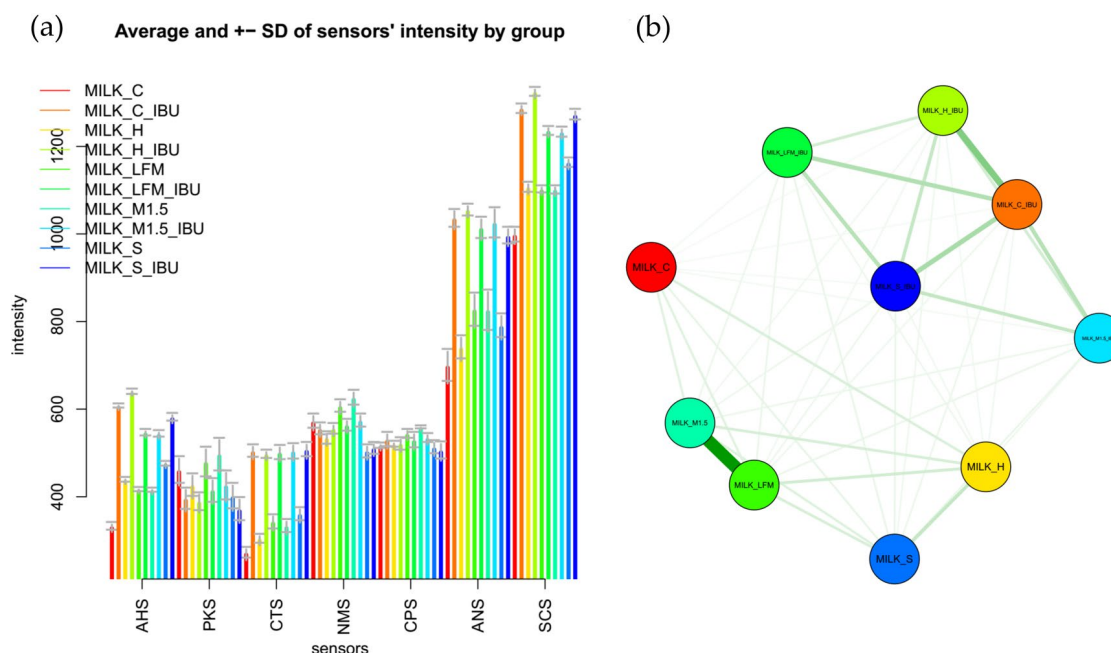 (a)
Average and +− SD of sensors' intensity by group
MILK_C
MILK_C_IBU
MILK_H
MILK_H_IBU
MILK_LFM
MILK_LFM_IBU
MILK_M1.5
MILK_M1.5_IBU
MILK_S
MILK_S_IBU
intensity
1200
1000
800
600
400
AHS
PKS
CTS
NMS
CPS
ANS
SCS
sensors
(b)
MILK_H_IBU
MILK_LFM_IBU
MILK_C_IBU
MILK_C
MILK_S_IBU
MILK_M1.5_IB
MILK_M1.5
MILK_H
MILK_LFM
MILK_S